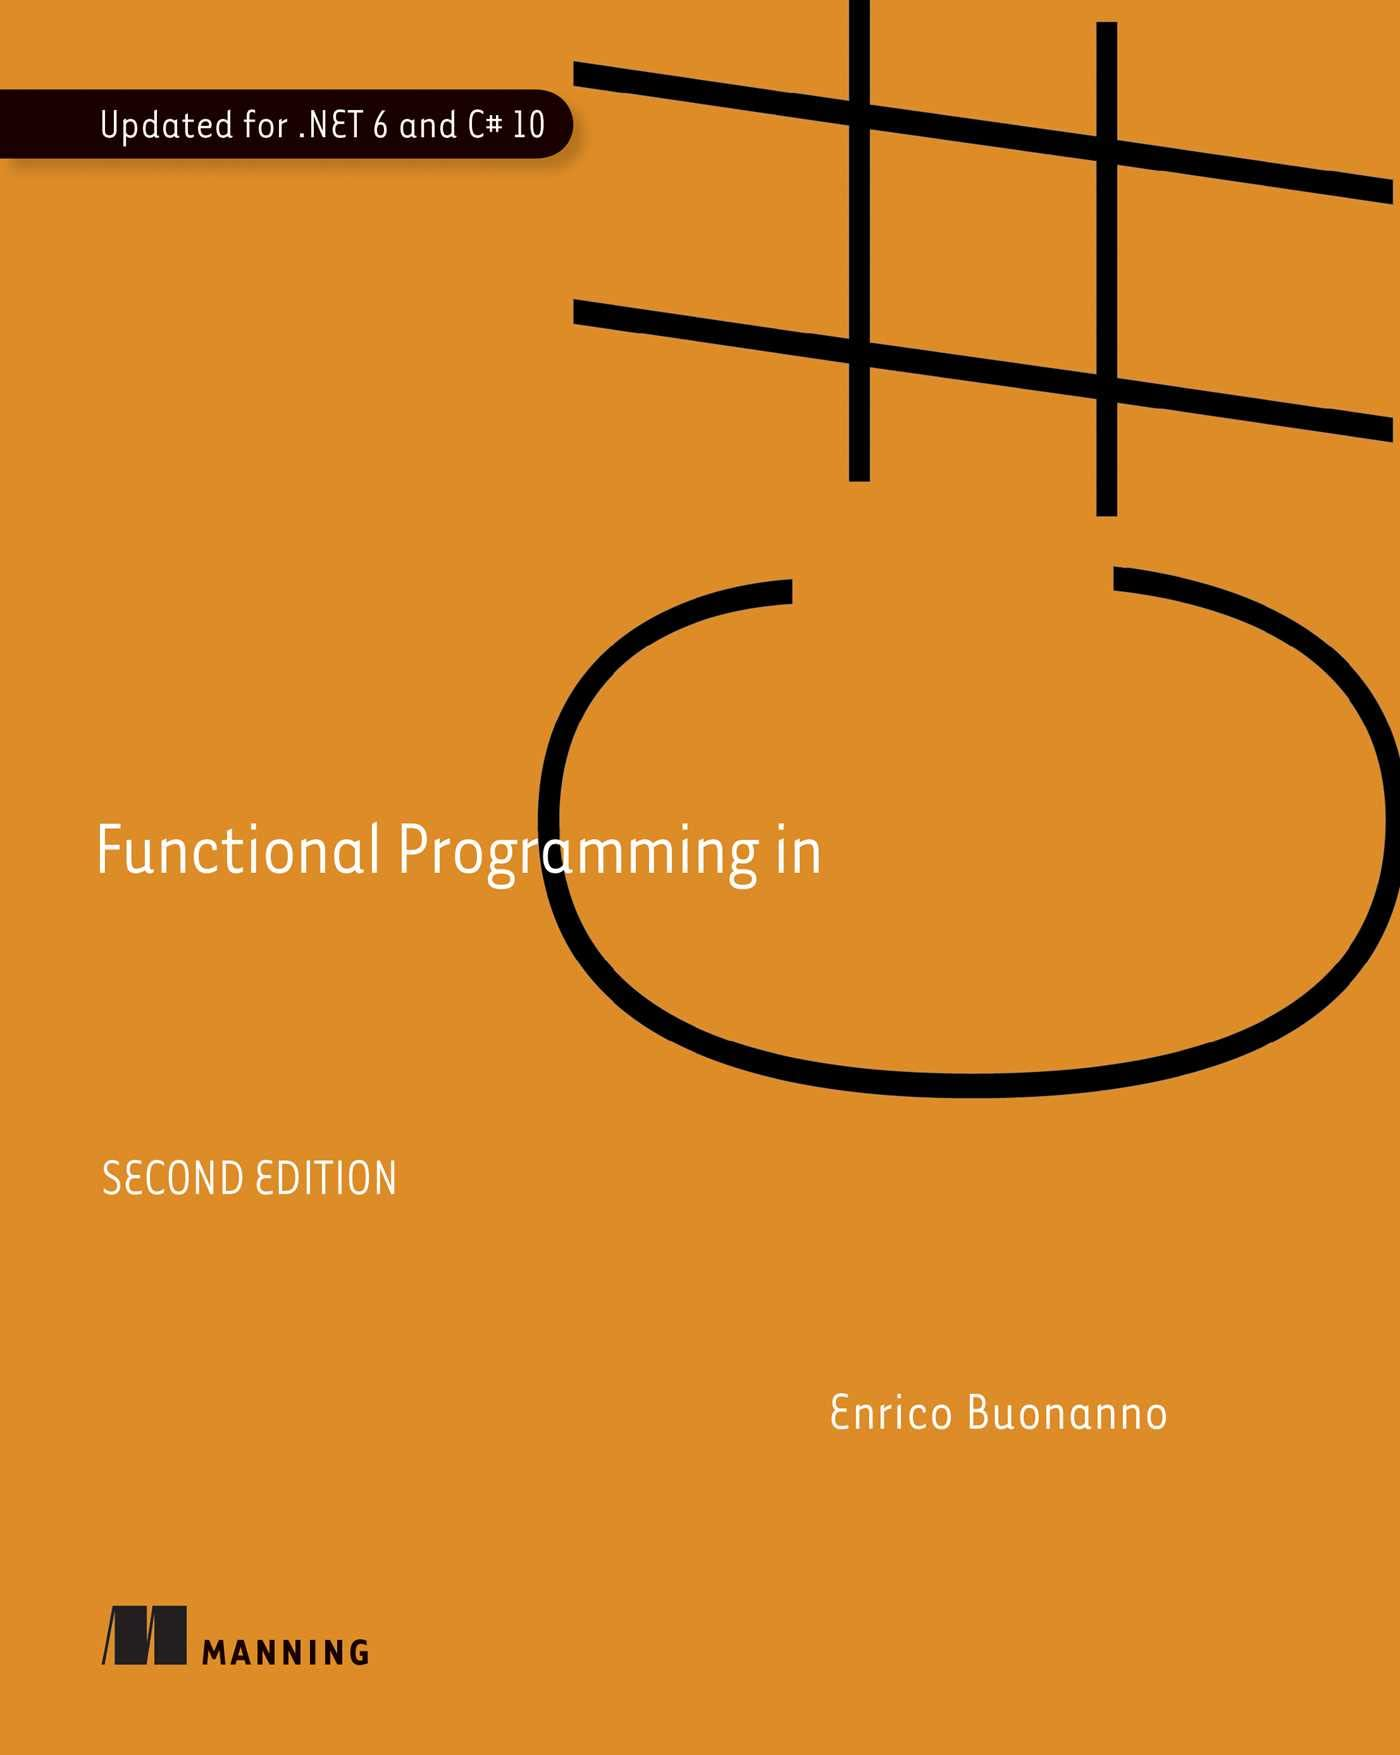 Updated for .NET 6 and C# 10
Functional Programming in
C#
SECOND EDITION
Enrico Buonanno
MANNING